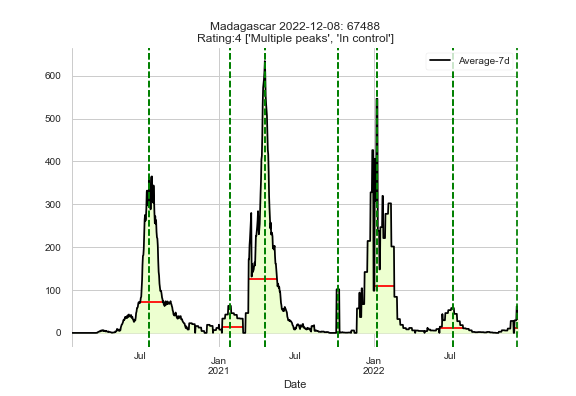 Madagascar 2022-12-08: 67488
Rating:4 ['Multiple peaks', 'In control']
Average-7d
600
500
400
300
200
100
0
Jul
Jan
2021
Jul
Jan
2022
Jul
Date